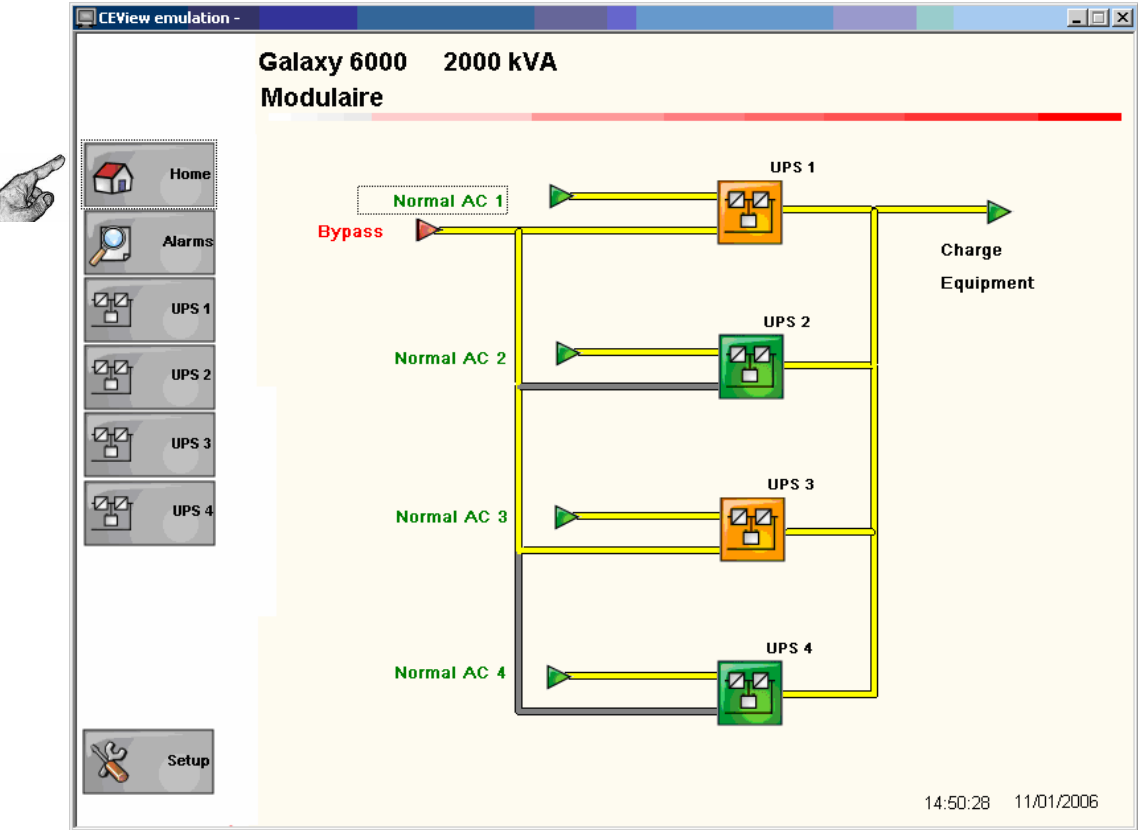 CEView emulation -
Galaxy 6000 2000 kVA
Modulaire
Home
Alarms
UPS 1
UPS 2
UPS 3
UPS 4
Setup
UPS 1
Normal AC 1
Bypass
Charge
Equipment
UPS 2
Normal AC 2
UPS 3
Normal AC 3
UPS 4
Normal AC 4
14:50:28 11/01/2006